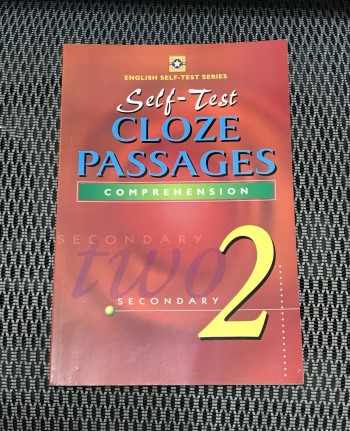 ENGLISH SELF-TEST SERIES
Self-Test
CLOZE
PASSAGES
COMPREHENSION
SECONDARY
two
SECONDARY
2